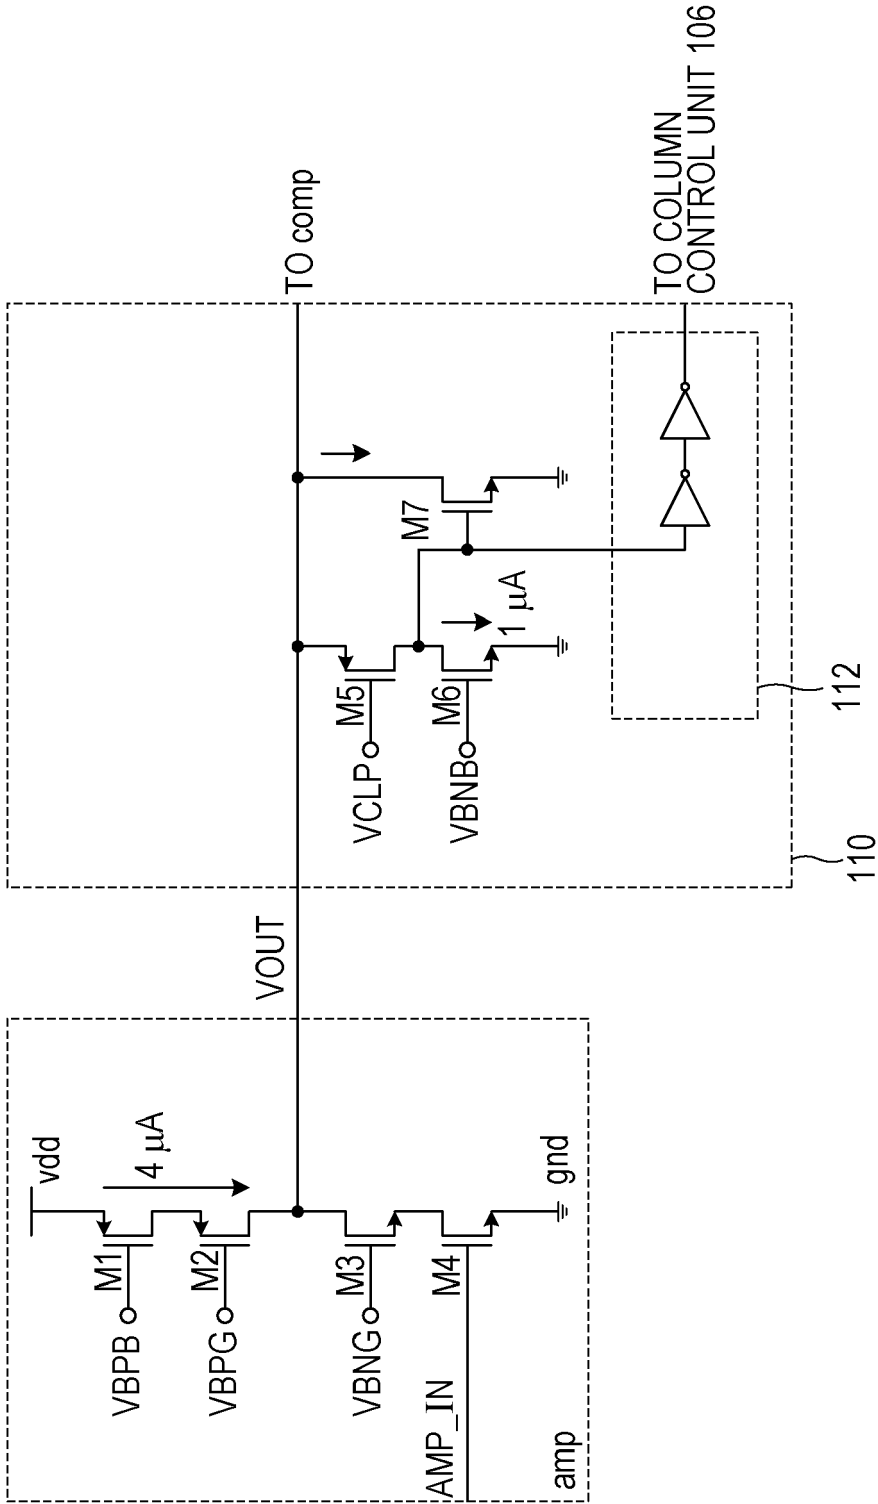 vdd
4 μA
M1
VBPB
M2
VBPG
M3
VBNG
M4
AMP_IN
gnd
amp
VOUT
TO comp
M5
VCLP
M6
VBNB
1 μA
M7
TO COLUMN
CONTROL UNIT 106
112
110